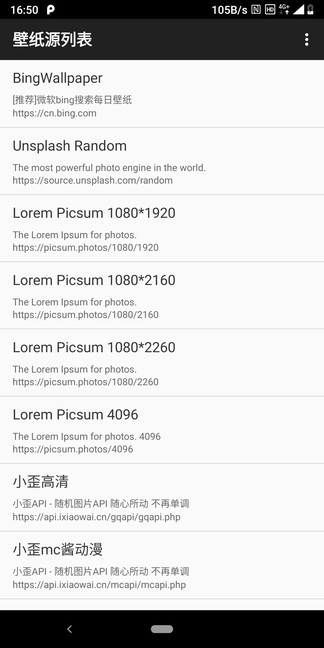 16:50 105B/s HD 4G+
壁纸源列表
BingWallpaper
[推荐]微软bing搜索每日壁纸
https://cn.bing.com
Unsplash Random
The most powerful photo engine in the world.
https://source.unsplash.com/random
Lorem Picsum 1080*1920
The Lorem Ipsum for photos.
https://picsum.photos/1080/1920
Lorem Picsum 1080*2160
The Lorem Ipsum for photos.
https://picsum.photos/1080/2160
Lorem Picsum 1080*2260
The Lorem Ipsum for photos.
https://picsum.photos/1080/2260
Lorem Picsum 4096
The Lorem Ipsum for photos. 4096
https://picsum.photos/4096
小歪高清
小歪API - 随机图片API 随心所动 不再单调
https://api.ixiaowai.cn/gqapi/gqapi.php
小歪mc酱动漫
小歪API - 随机图片API 随心所动 不再单调
https://api.ixiaowai.cn/mcapi/mcapi.php